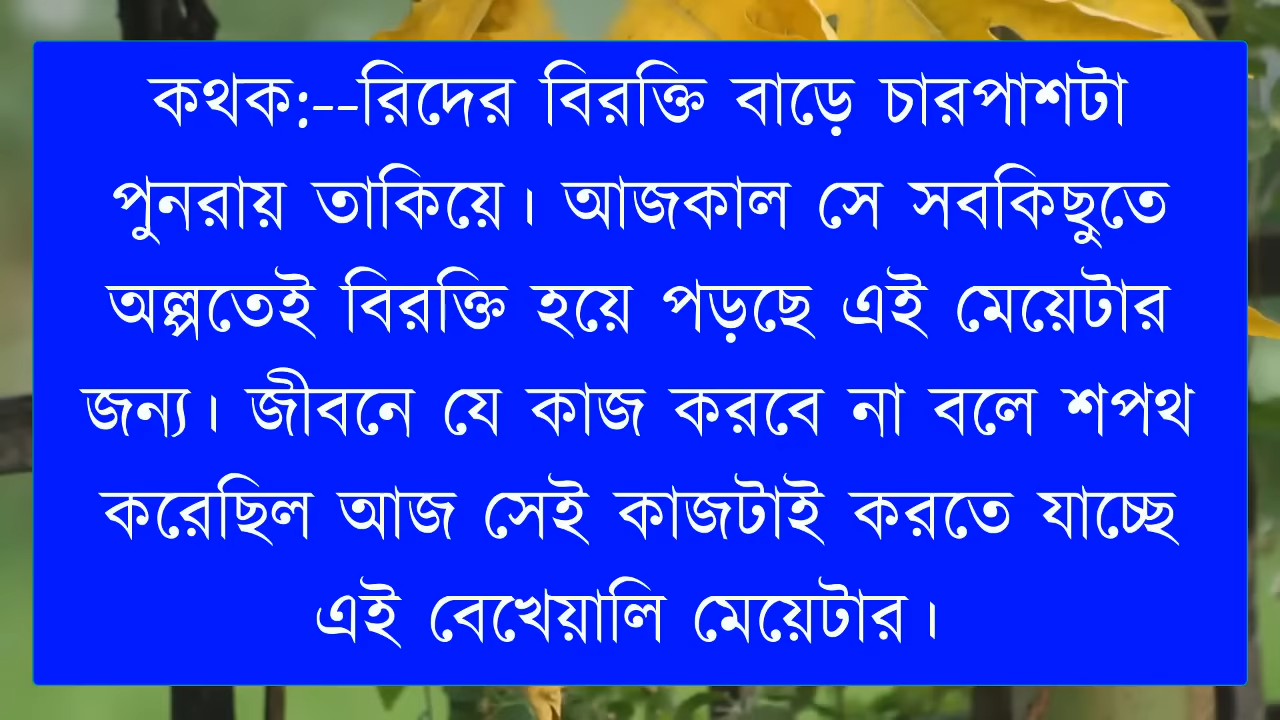 কথক:--রিদের বিরক্তি বাড়ে চারপাশটা
পুনরায় তাকিয়ে। আজকাল সে সবকিছুতে
অল্পতেই বিরক্তি হয়ে পড়ছে এই মেয়েটার
জন্য। জীবনে যে কাজ করবে না বলে শপথ
করেছিল আজ সেই কাজটাই করতে যাচ্ছে
এই বেখেয়ালি মেয়েটার।